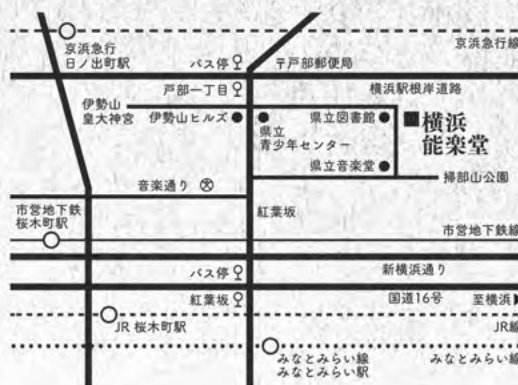 京浜急行線
京浜急行
日ノ出町駅
バス停
〒戸部郵便局
戸部一丁目
横浜駅根岸道路
伊勢山
皇大神宮
伊勢山ヒルズ
県立
青少年センター
県立図書館
横浜
能楽堂
県立音楽堂
音楽通り
掃部山公園
市営地下鉄
桜木町駅
紅葉坂
市営地下鉄線
バス停
新横浜通り
紅葉坂
国道16号
至横浜
JR 桜木町駅
JR線
みなとみらい線
みなとみらい駅
みなとみらい線